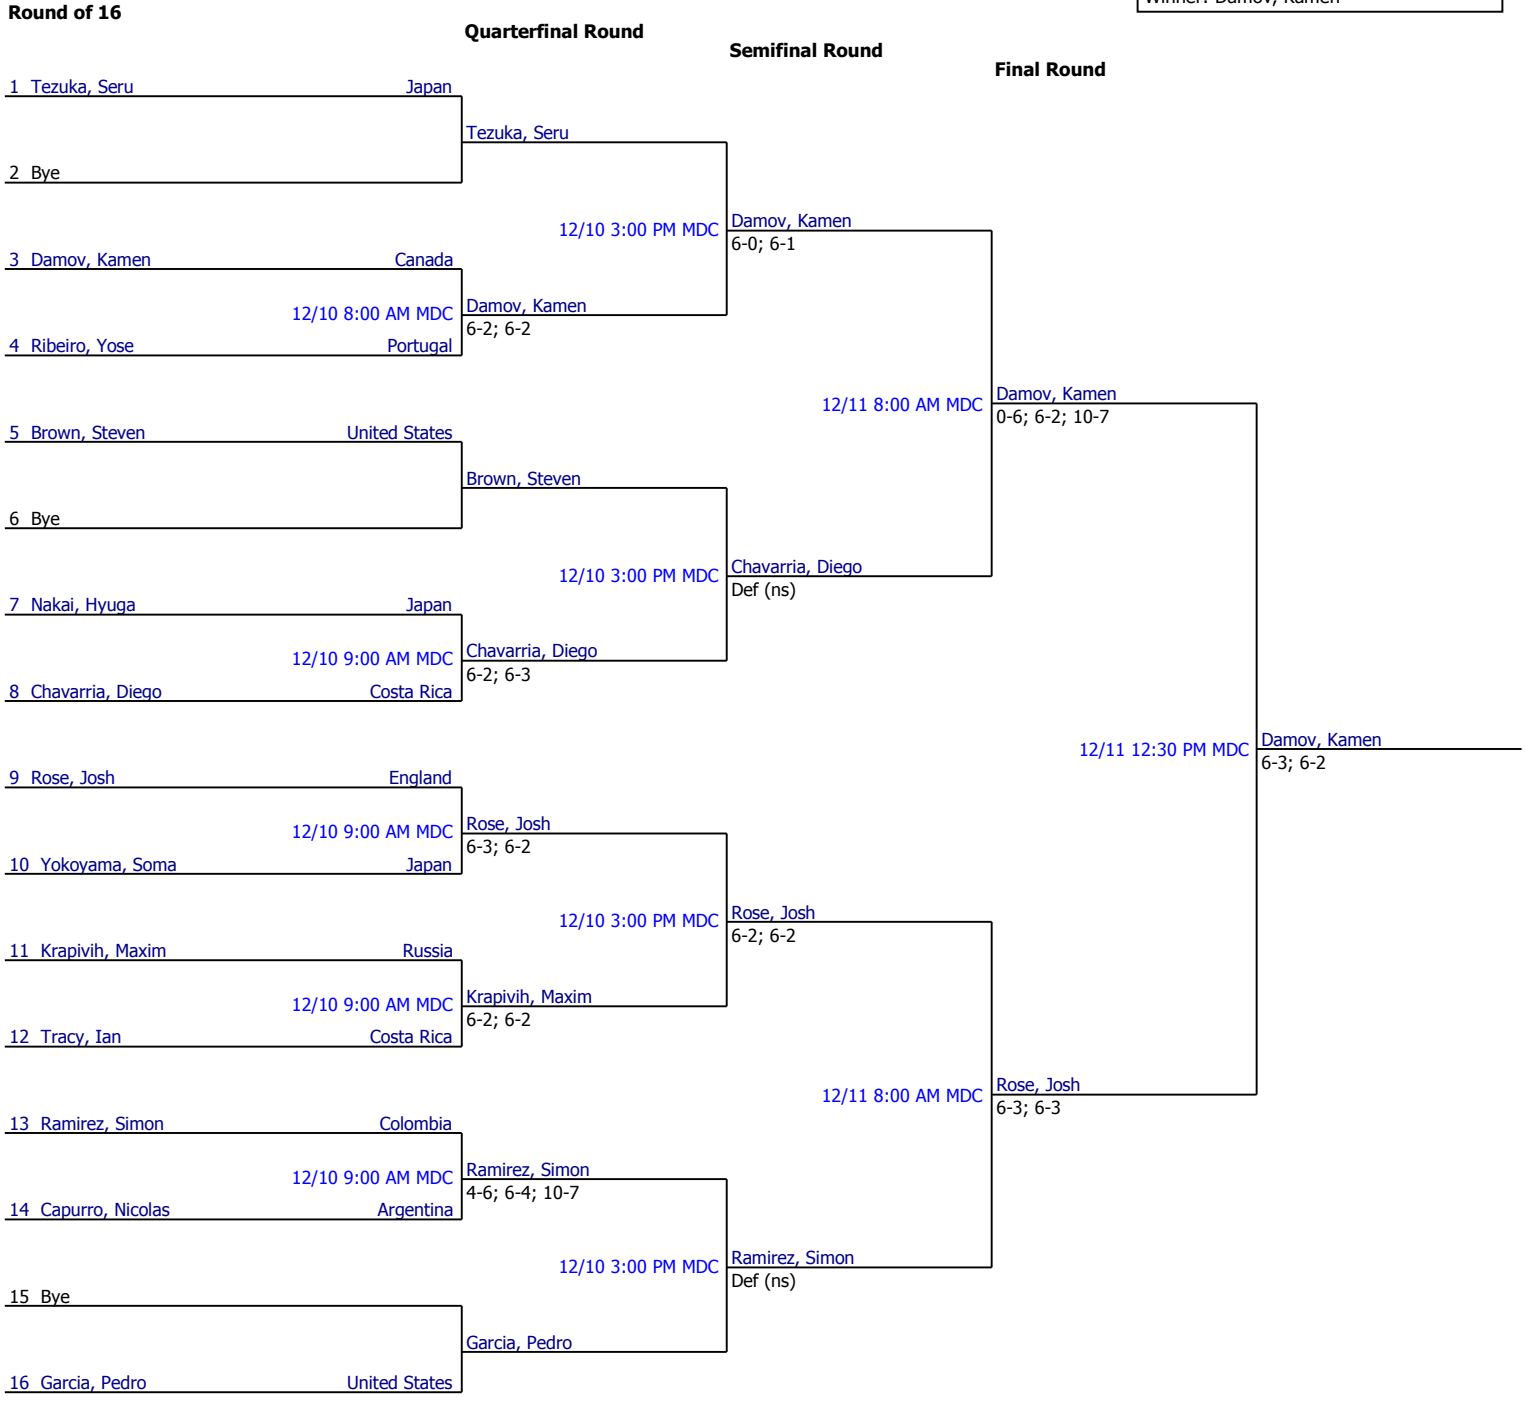 Winner: Damov, Kamen
Round of 16
Quarterfinal Round
Semifinal Round
Final Round
1 Tezuka, Seru Japan
Tezuka, Seru
2 Bye
12/10 3:00 PM MDC Damov, Kamen
6-0; 6-1
3 Damov, Kamen Canada
12/10 8:00 AM MDC Damov, Kamen
6-2; 6-2
4 Ribeiro, Yose Portugal
12/11 8:00 AM MDC Damov, Kamen
0-6; 6-2; 10-7
5 Brown, Steven United States
Brown, Steven
6 Bye
12/10 3:00 PM MDC Chavarria, Diego
Def (ns)
7 Nakai, Hyuga Japan
12/10 9:00 AM MDC Chavarria, Diego
6-2; 6-3
8 Chavarria, Diego Costa Rica
12/11 12:30 PM MDC Damov, Kamen
6-3; 6-2
9 Rose, Josh England
12/10 9:00 AM MDC Rose, Josh
6-3; 6-2
10 Yokoyama, Soma Japan
12/10 3:00 PM MDC Rose, Josh
6-2; 6-2
11 Krapivih, Maxim Russia
12/10 9:00 AM MDC Krapivih, Maxim
6-2; 6-2
12 Tracy, Ian Costa Rica
12/11 8:00 AM MDC Rose, Josh
6-3; 6-3
13 Ramirez, Simon Colombia
12/10 9:00 AM MDC Ramirez, Simon
4-6; 6-4; 10-7
14 Capurro, Nicolas Argentina
12/10 3:00 PM MDC Ramirez, Simon
Def (ns)
15 Bye
Garcia, Pedro
16 Garcia, Pedro United States